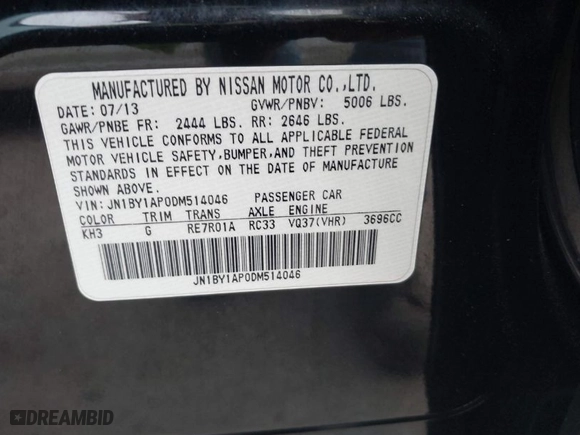 MANUFACTURED BY NISSAN MOTOR CO.,LTD.
DATE: 07/13 GVWR/PNBV: 5006 LBS.
GAWR/PNBE FR: 2444 LBS. RR: 2646 LBS.
THIS VEHICLE CONFORMS TO ALL APPLICABLE FEDERAL
MOTOR VEHICLE SAFETY,BUMPER,AND THEFT PREVENTION
STANDARDS IN EFFECT ON THE DATE OF MANUFACTURE
SHOWN ABOVE.
VIN: JN1BY1AP0DM514046 PASSENGER CAR
COLOR TRIM TRANS AXLE ENGINE
KH3 G RE7R01A RC33 VQ37(VHR) 3696CC
JN1BY1AP0DM514046
DREAMBID